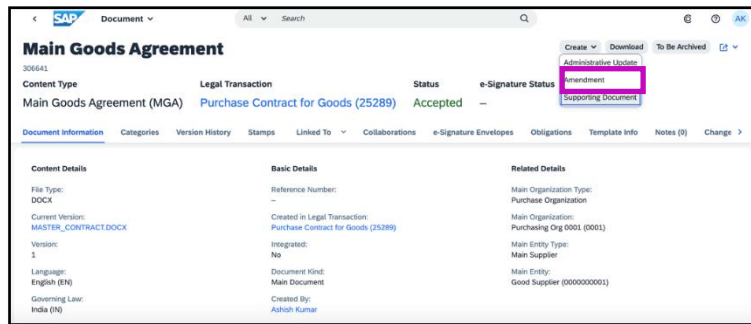 SAP Document All Search AK
Main Goods Agreement
Create Download To Be Archived
306641
Administrative Update
Content Type Legal Transaction Status e-Signature Status Amendment
Main Goods Agreement (MGA) Purchase Contract for Goods (25289) Accepted –
Supporting Document
Document Information Categories Version History Stamps Linked To Collaborations e-Signature Envelopes Obligations Template Info Notes (0) Change
Content Details Basic Details Related Details
File Type: Reference Number: Main Organization Type:
DOCX – Purchase Organization
Current Version: Created in Legal Transaction: Main Organization:
MASTER_CONTRACT.DOCX Purchase Contract for Goods (25289) Purchasing Org 0001 (0001)
Version: Integrated: Main Entity Type:
1 No Main Supplier
Language: Document Kind: Main Entity:
English (EN) Main Document Good Supplier (0000000001)
Governing Law: Created By:
India (IN) Ashish Kumar